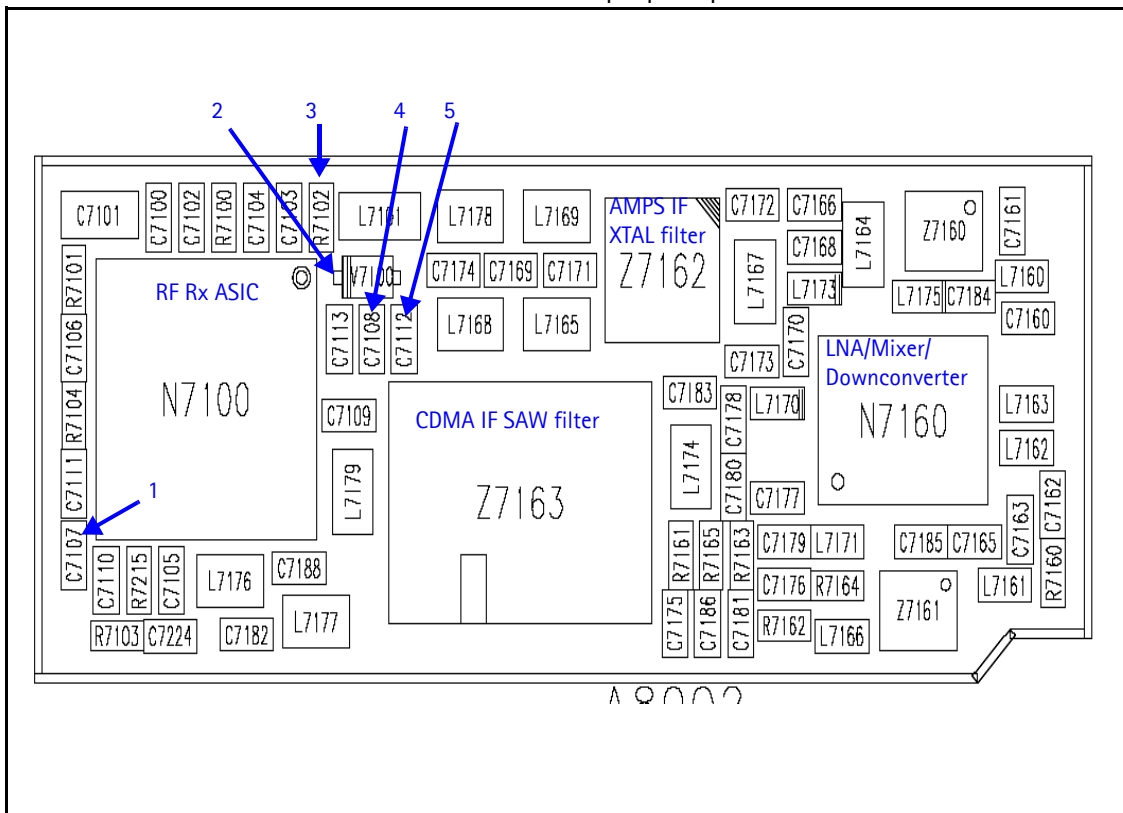 2 3 4 5
C7101 C7100 C7102 R7100 C7104 C7103 R7102 L7101 L7178 L7169
AMPS IF
XTAL filter
Z7162
C7172 C7166 L7164 Z7160 C7161
C7168
L7167 L7173
R7101
RF Rx ASIC
V7100 C7174 C7169 C7171
L7160
L7175 C7184
C7160
C7106
C7113 C7108 C7112 L7168 L7165
C7170
LNA/Mixer/
Downconverter
N7160
C7173
R7104
N7100
C7109
CDMA IF SAW filter
C7183 C7178 L7170 L7163
L7162
C7111
L7179
Z7163
L7174 C7180 C7177
1
C7107
C7163 C7162
R7161 R7165 R7163 C7179 L7171 C7185 C7165
C7110 R7215 C7105 L7176 C7188
C7176 R7164 Z7161 L7161 R7160
L7177
C7175 C7186 C7181 R7162 L7166
R7103 C7224 C7182